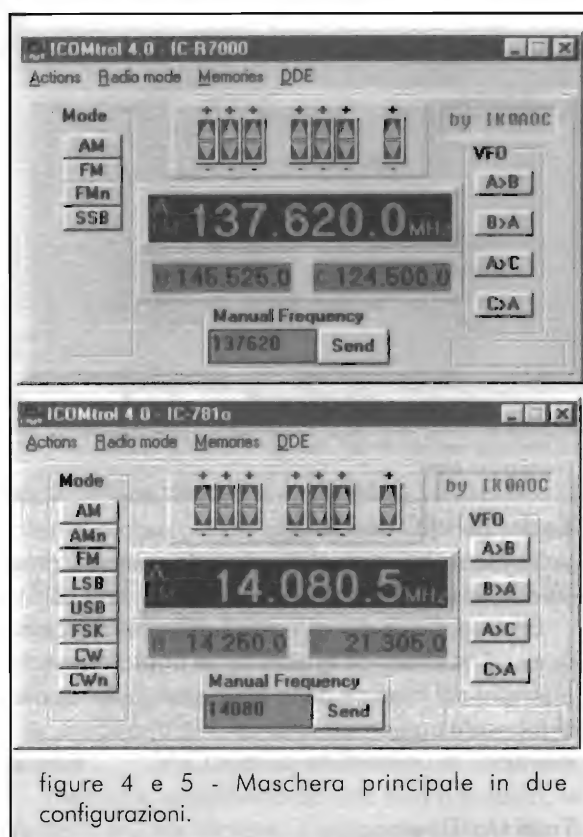 ICOMtrol 4.0 - IC-R7000
Actions Radio mode Memories DDE
Mode
AM
FM
FMn
SSB
+ + + + + + +
- - - - - - -
by IK0AOC
VFO
A>B
B>A
A>C
C>A
A
137.620.0 MHz
145.525.0
C 124.500.0
Manual Frequency
137620 Send
ICOMtrol 4.0 - IC-781a
Actions Radio mode Memories DDE
Mode
AM
AMn
FM
LSB
USB
FSK
CW
CWn
+ + + + + + +
- - - - - - -
by IK0AOC
VFO
A>B
B>A
A>C
C>A
A
14.080.5 MHz
14.250.0
21.305.0
Manual Frequency
14080 Send
figure 4 e 5 - Maschera principale in due
configurazioni.